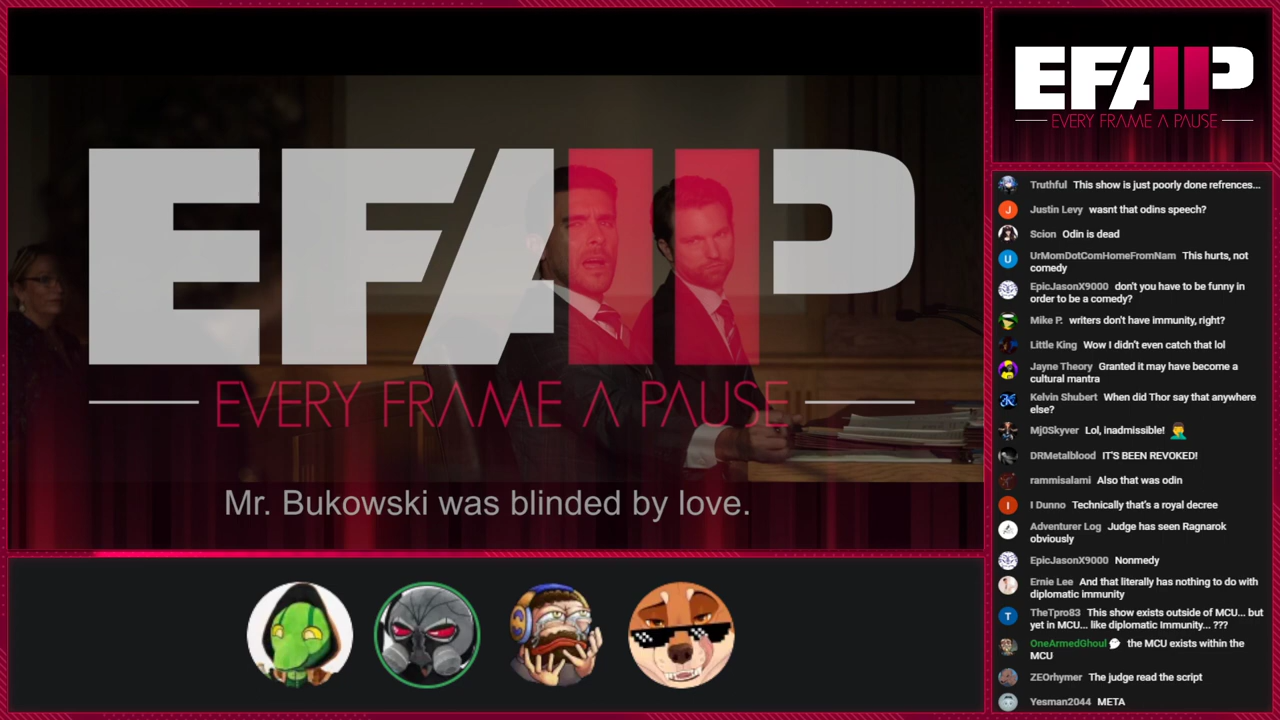 EFAP
EVERY FRAME A PAUSE
Mr. Bukowski was blinded by love.
EFAP
EVERY FRAME A PAUSE
Truthful This show is just poorly done refrences...
Justin Levy wasnt that odins speech?
Scion Odin is dead
UrMomDotComHomeFromNam This hurts, not
comedy
EpicJasonX9000 don't you have to be funny in
order to be a comedy?
Mike P. writers don't have immunity, right?
Little King Wow I didn't even catch that lol
Jayne Theory Granted it may have become a
cultural mantra
Kelvin Shubert When did Thor say that anywhere
else?
Mj0Skyver Lol, inadmissible! 🤦‍♂️
DRMetalblood IT'S BEEN REVOKED!
rammisalami Also that was odin
I Dunno Technically that's a royal decree
Adventurer Log Judge has seen Ragnarok
obviously
EpicJasonX9000 Nonmedy
Ernie Lee And that literally has nothing to do with
diplomatic immunity
TheTpro83 This show exists outside of MCU... but
yet in MCU... like diplomatic Immunity... ???
OneArmedGhoul the MCU exists within the
MCU
ZEOrhymer The judge read the script
Yesman2044 META